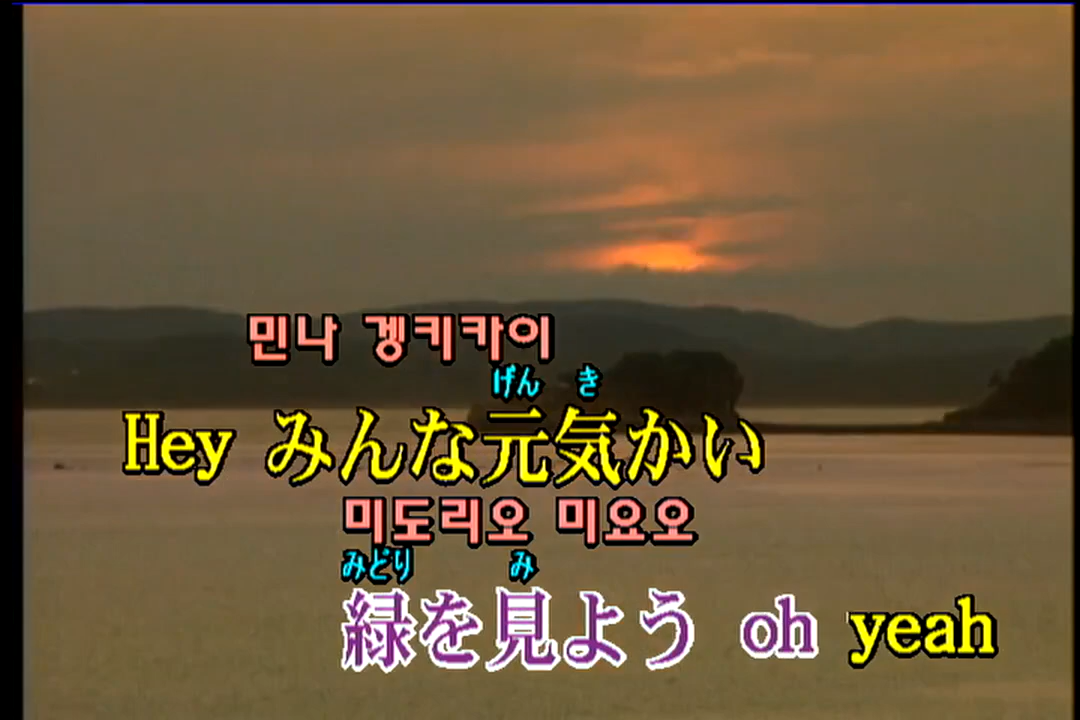 민나 겡키카이
げん き
Hey みんな元気かい
미도리오 미요오
みどり み
緑を見よう oh yeah